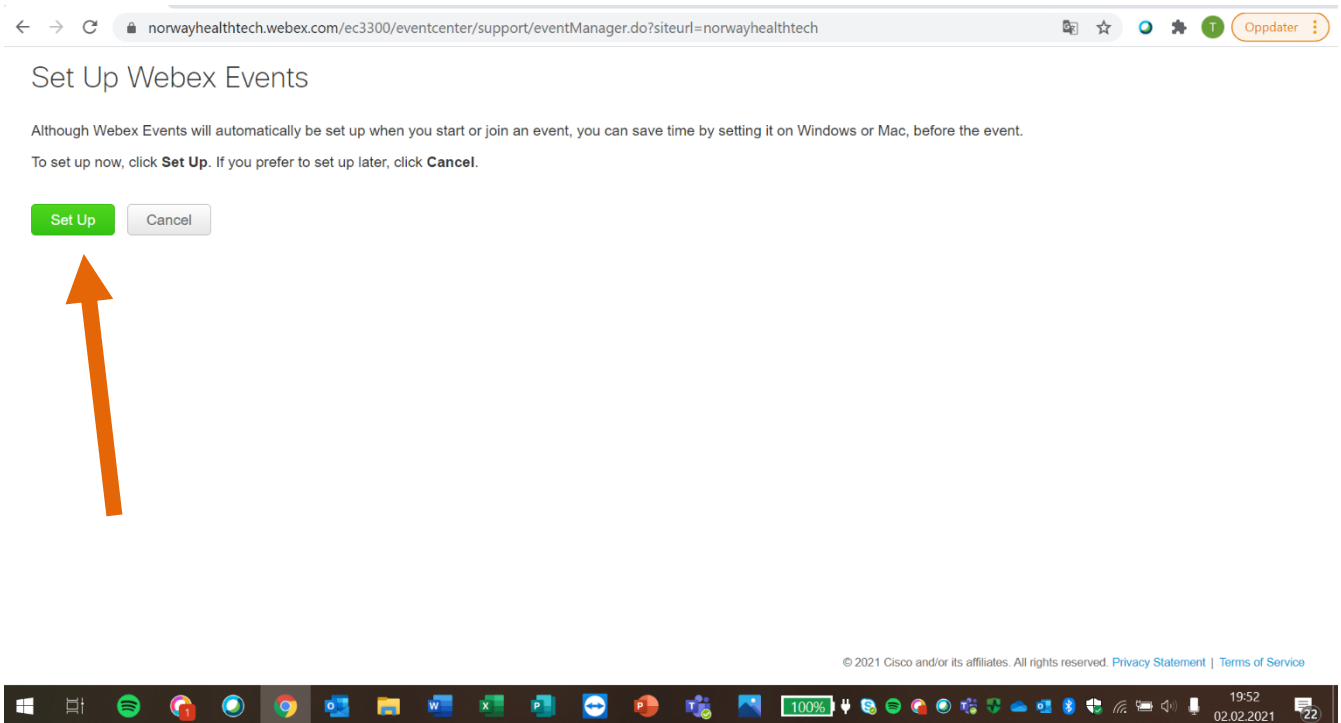 norwayhealthtech.webex.com/ec3300/eventcenter/support/eventManager.do?siteurl=norwayhealthtech
T
Oppdater
Set Up Webex Events
Although Webex Events will automatically be set up when you start or join an event, you can save time by setting it on Windows or Mac, before the event.
To set up now, click Set Up. If you prefer to set up later, click Cancel.
Set Up
Cancel
© 2021 Cisco and/or its affiliates. All rights reserved. Privacy Statement | Terms of Service
100%
19:52
02.02.2021
22